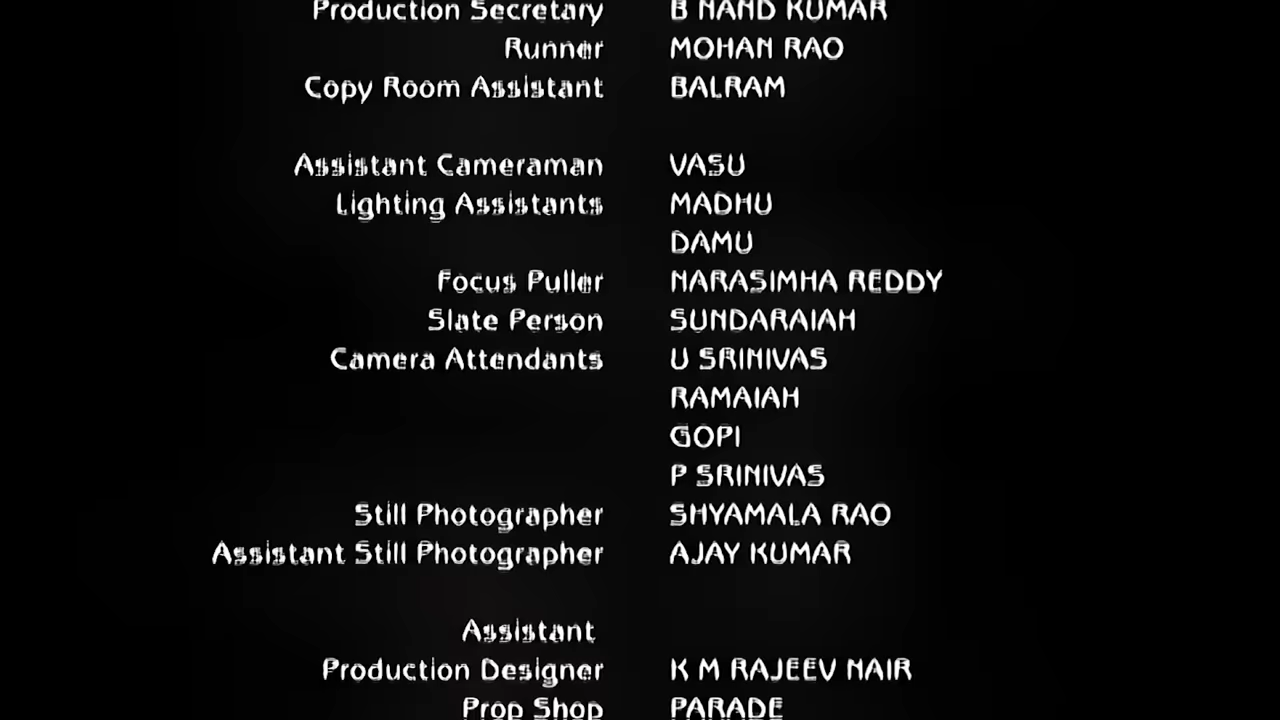 Production Secretary B NAND KUMAR
Runner MOHAN RAO
Copy Room Assistant BALRAM
Assistant Cameraman VASU
Lighting Assistants MADHU
DAMU
Focus Puller NARASIMHA REDDY
Slate Person SUNDARAIAH
Camera Attendants U SRINIVAS
RAMAIAH
GOPI
P SRINIVAS
Still Photographer SHYAMALA RAO
Assistant Still Photographer AJAY KUMAR
Assistant
Production Designer K M RAJEEV NAIR
Prop Shop PARADE